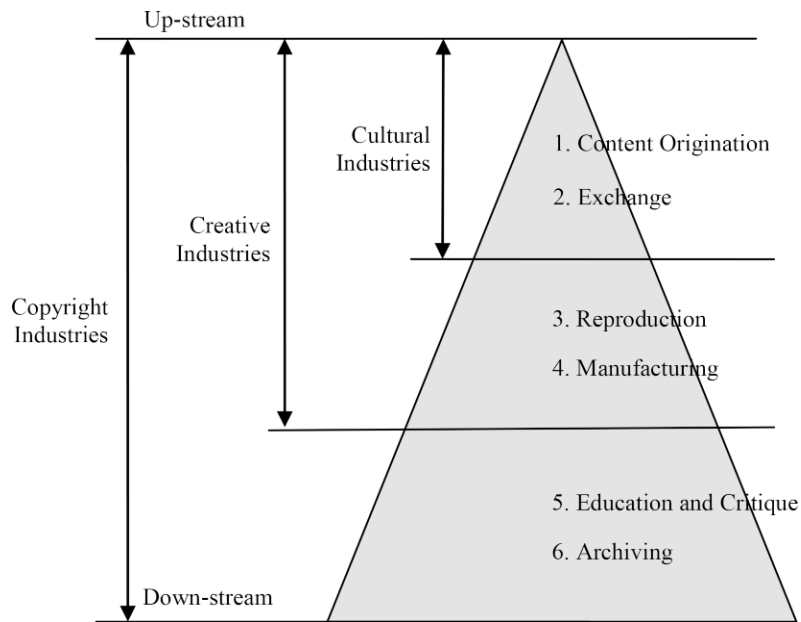 Up-stream
Cultural
Industries
1. Content Origination
2. Exchange
Creative
Industries
Copyright
Industries
3. Reproduction
4. Manufacturing
5. Education and Critique
6. Archiving
Down-stream